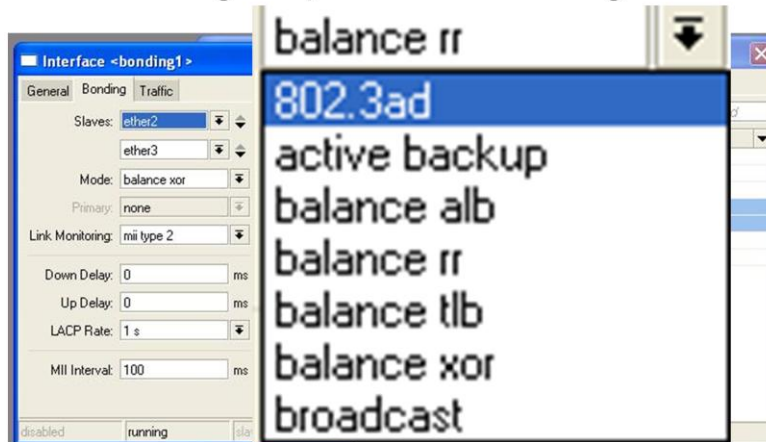 Interface <bonding1>
General Bonding Traffic
Slaves: ether2
ether3
Mode: balance xor
Primary: none
Link Monitoring: mii type 2
Down Delay: 0 ms
Up Delay: 0 ms
LACP Rate: 1 s
MII Interval: 100 ms
disabled running sla
balance rr
802.3ad
active backup
balance alb
balance rr
balance tlb
balance xor
broadcast